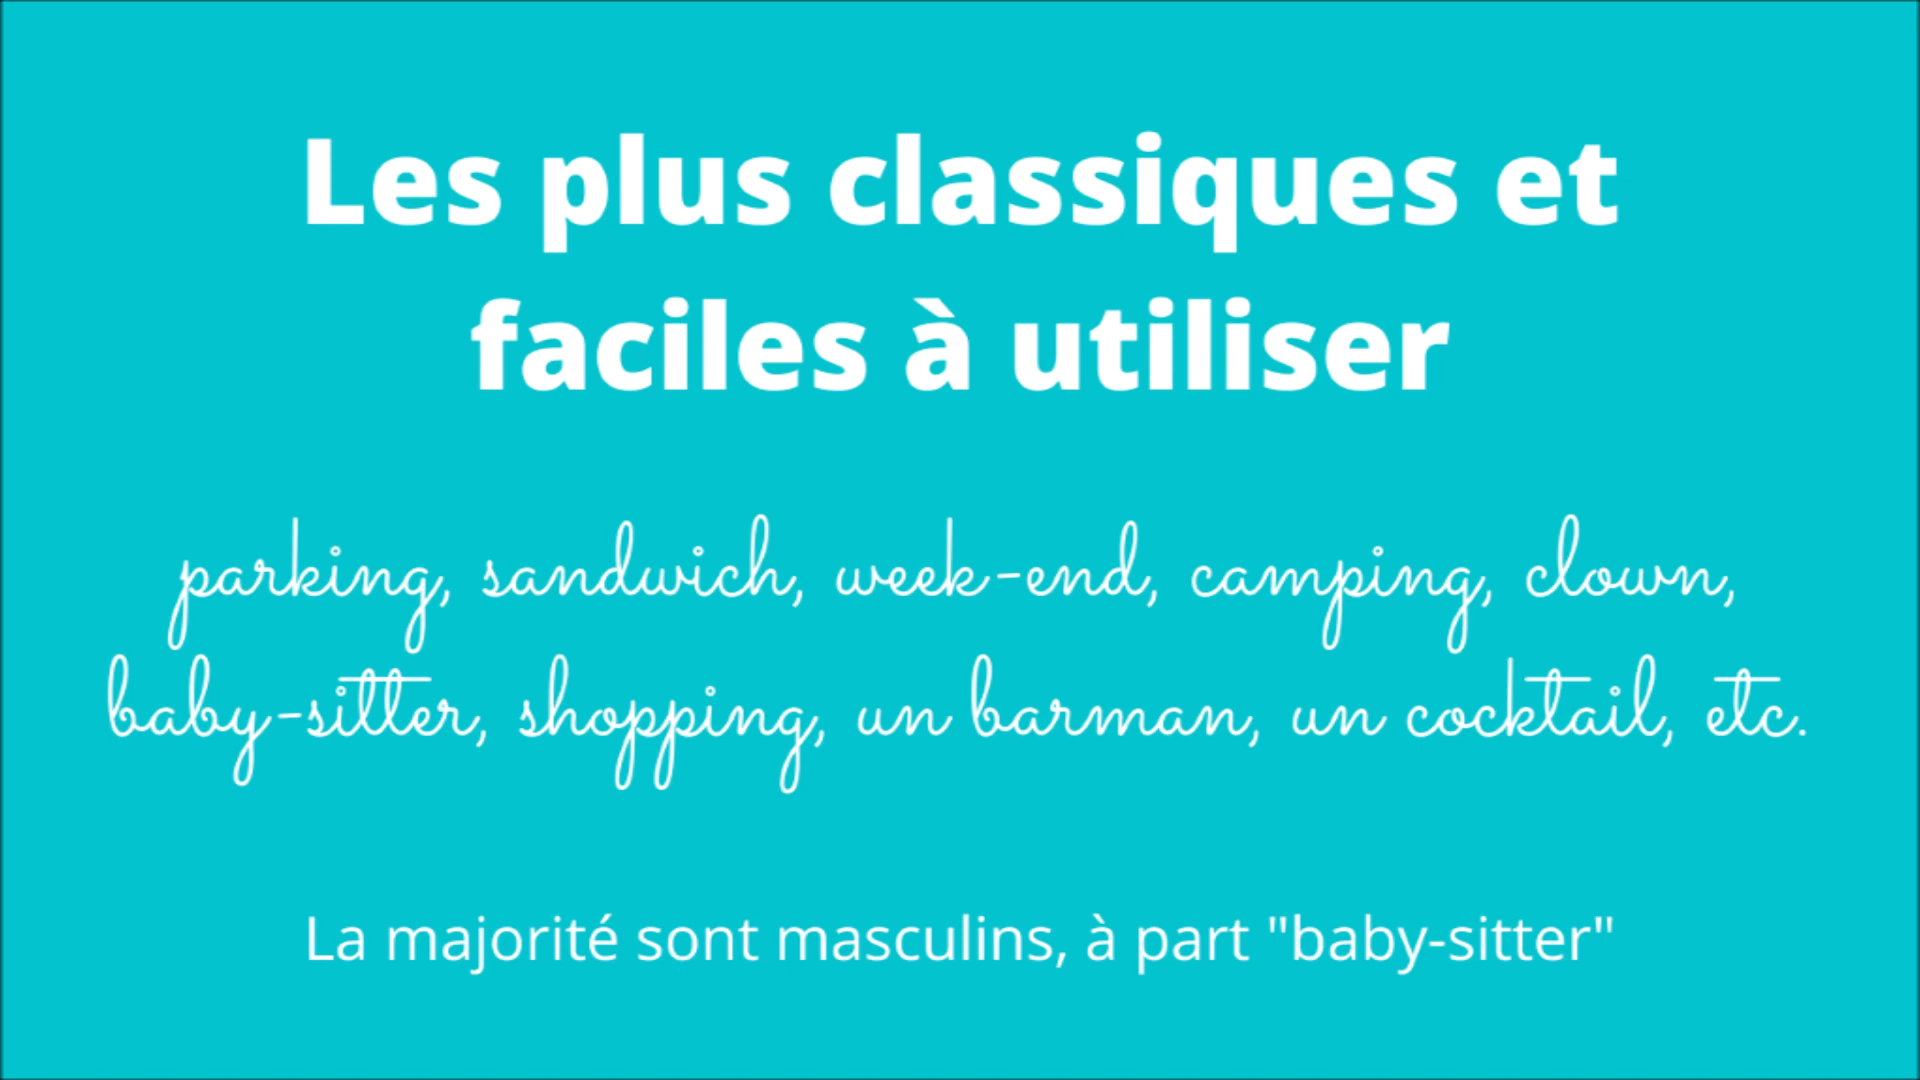 Les plus classiques et
faciles à utiliser
parking, sandwich, week-end, camping, clown,
baby-sitter, shopping, un barman, un cocktail, etc.
La majorité sont masculins, à part "baby-sitter"